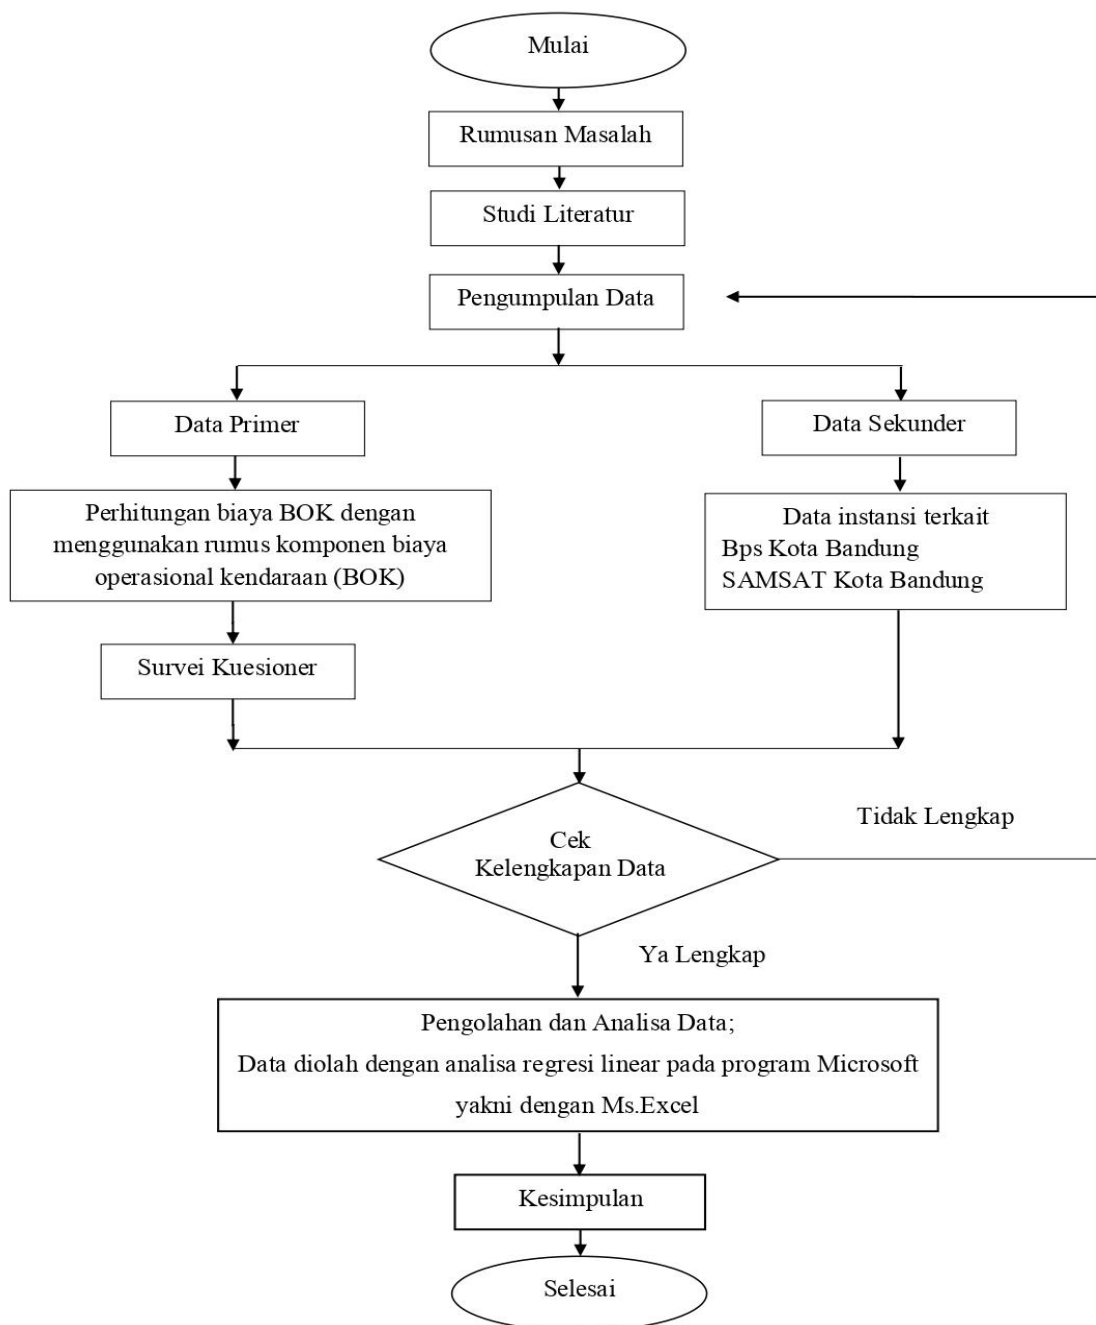 Mulai
Rumusan Masalah
Studi Literatur
Pengumpulan Data
Data Primer
Data Sekunder
Perhitungan biaya BOK dengan
menggunakan rumus komponen biaya
operasional kendaraan (BOK)
Data instansi terkait
Bps Kota Bandung
SAMSAT Kota Bandung
Survei Kuesioner
Cek
Kelengkapan Data
Tidak Lengkap
Ya Lengkap
Pengolahan dan Analisa Data;
Data diolah dengan analisa regresi linear pada program Microsoft
yakni dengan Ms.Excel
Kesimpulan
Selesai